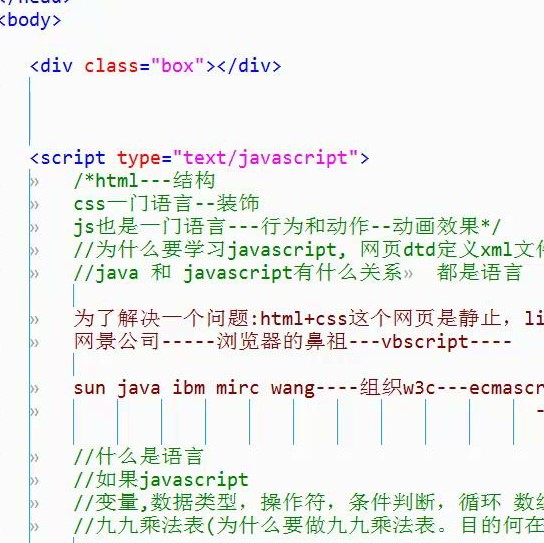 </head>
<body>
<div class="box"></div>
<script type="text/javascript">
/*html---结构
css一门语言--装饰
js也是一门语言---行为和动作--动画效果*/
//为什么要学习javascript, 网页dtd定义xml文件
//java 和 javascript有什么关系» 都是语言
为了解决一个问题:html+css这个网页是静止，li
网景公司-----浏览器的鼻祖---vbscript----
sun java ibm mirc wang----组织w3c---ecmascr
-
//什么是语言
//如果javascript
//变量,数据类型，操作符，条件判断，循环 数组
//九九乘法表(为什么要做九九乘法表。目的何在